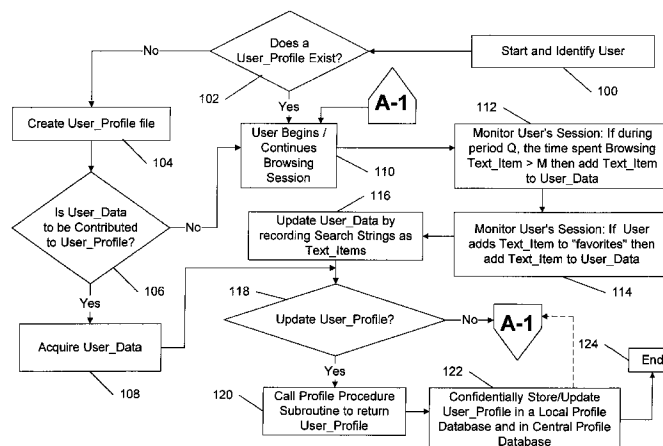 Does a
User_Profile Exist?
No
Start and Identify User
102
100
Yes
A-1
Create User_Profile file
104
User Begins /
Continues
Browsing
Session
110
112
Monitor User's Session: If during
period Q, the time spent Browsing
Text_Item > M then add Text_Item
to User_Data
Is User_Data
to be Contributed
to User_Profile?
No
106
116
Update User_Data by
recording Search Strings as
Text_Items
Monitor User's Session: If User
adds Text_Item to "favorites" then
add Text_Item to User_Data
114
Yes
118
Update User_Profile?
No
A-1
Acquire User_Data
108
Yes
124
End
120
Call Profile Procedure
Subroutine to return
User_Profile
122
Confidentially Store/Update
User_Profile in a Local Profile
Database and in Central Profile
Database